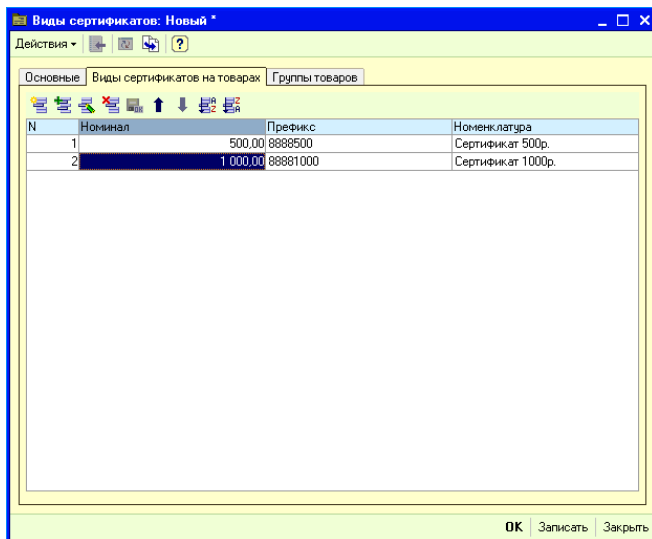 Виды сертификатов: Новый *
Действия
Основные Виды сертификатов на товарах Группы товаров
N Номинал Префикс Номенклатура
1 500,00 8888500 Сертификат 500р.
2 1 000,00 88881000 Сертификат 1000р.
OK Записать Закрыть